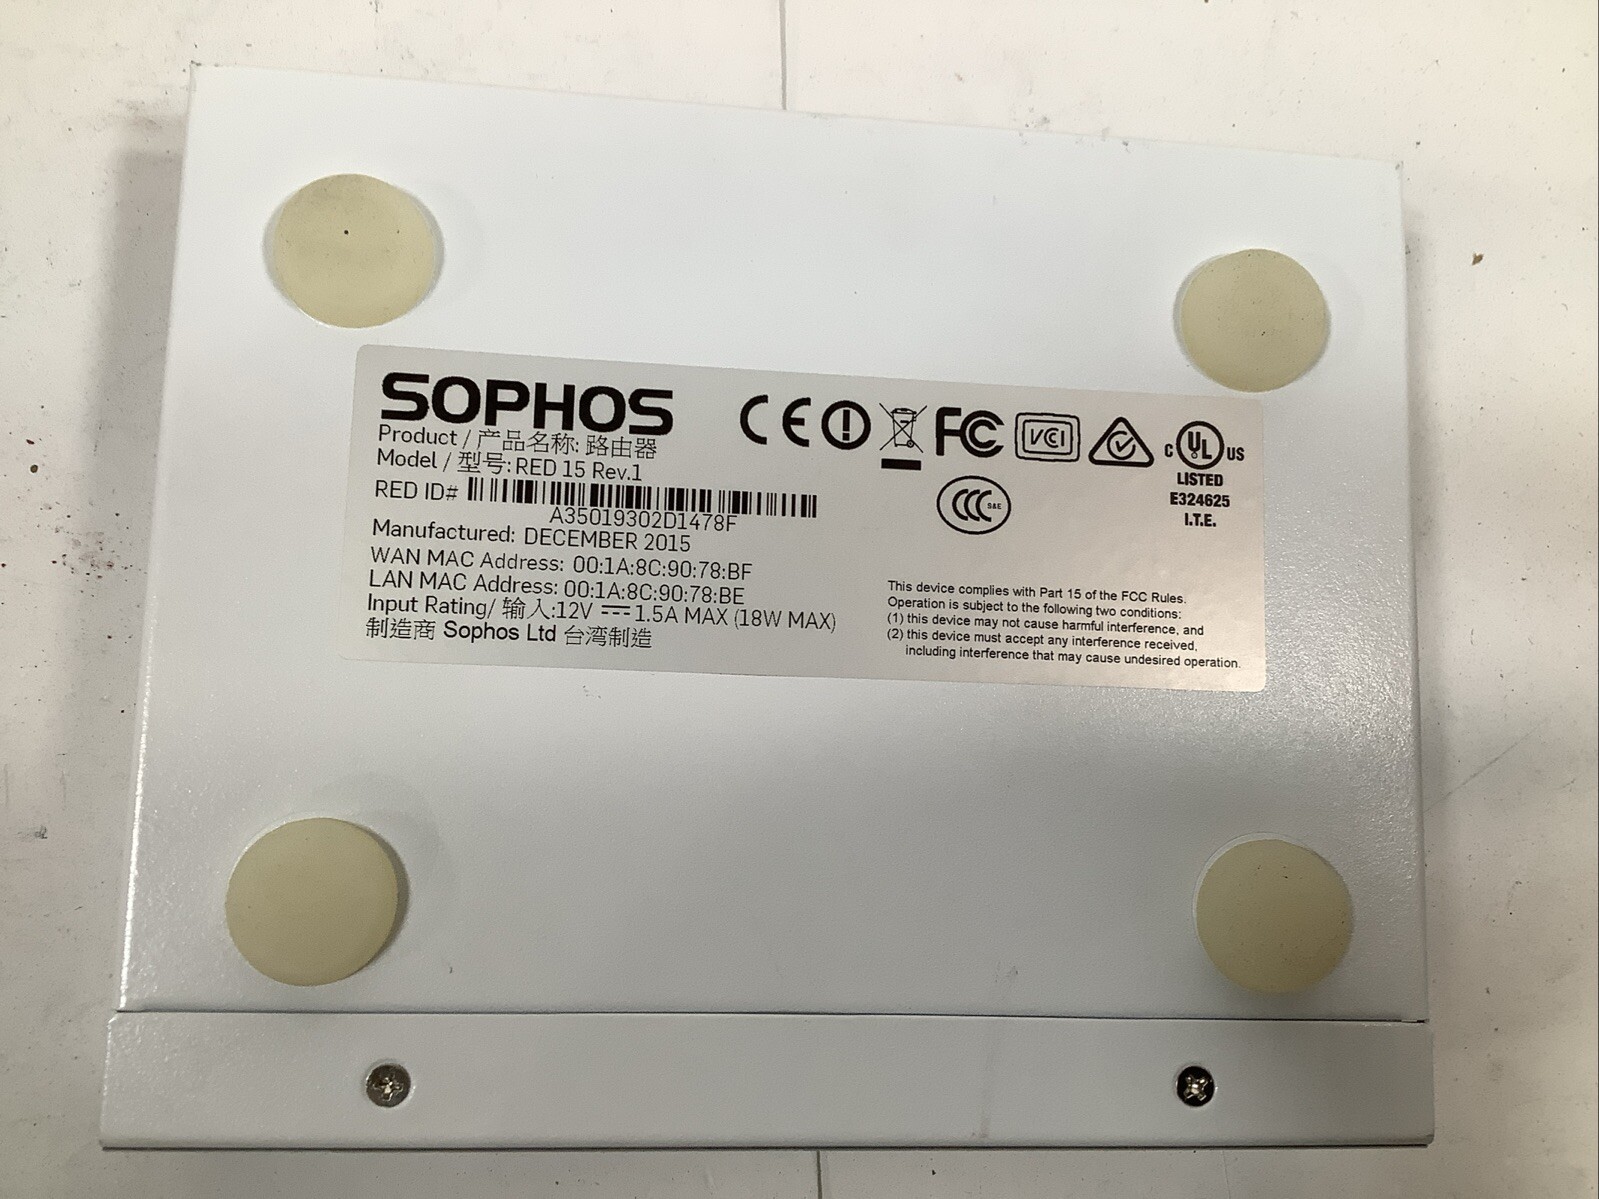 SOPHOS
Product / 产品名称: 路由器
Model / 型号: RED 15 Rev.1
RED ID#
A35019302D1478F
Manufactured: DECEMBER 2015
WAN MAC Address: 00:1A:8C:90:78:BF
LAN MAC Address: 00:1A:8C:90:78:BE
Input Rating/ 输入:12V ⎓ 1.5A MAX (18W MAX)
制造商 Sophos Ltd 台湾制造
CE FC VCI C UL US
LISTED
E324625
I.T.E.
CCC S&E
This device complies with Part 15 of the FCC Rules.
Operation is subject to the following two conditions:
(1) this device may not cause harmful interference, and
(2) this device must accept any interference received,
including interference that may cause undesired operation.